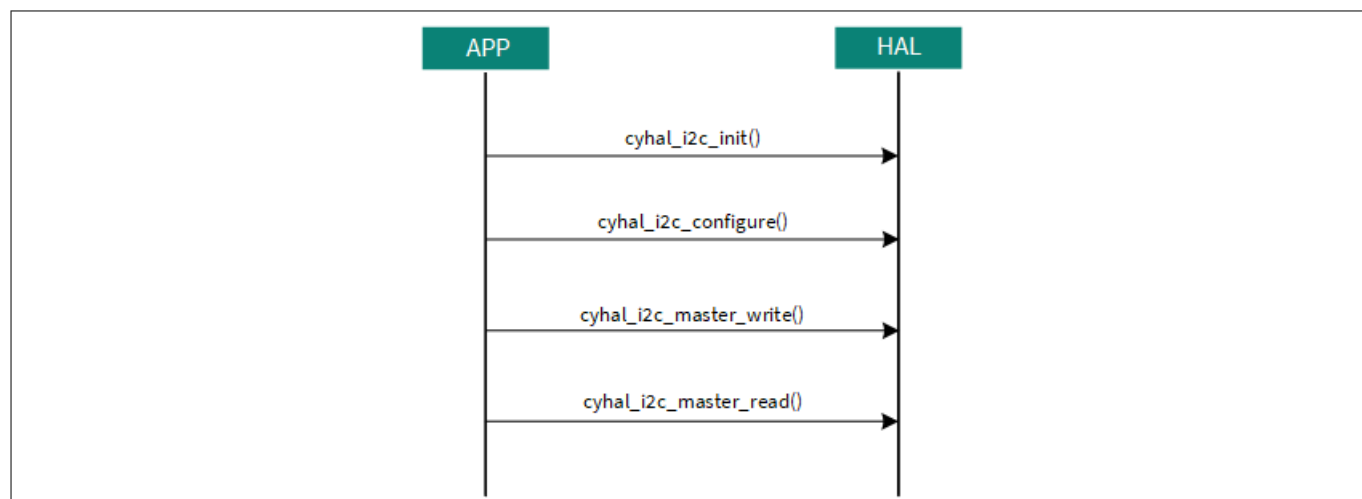 APP
HAL
cyhal_i2c_init()
cyhal_i2c_configure()
cyhal_i2c_master_write()
cyhal_i2c_master_read()